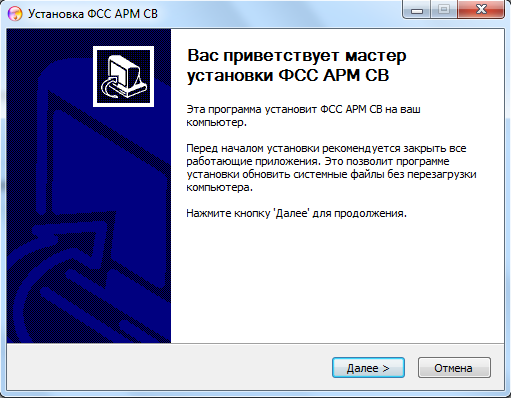 Установка ФСС АРМ СВ
Вас приветствует мастер
установки ФСС АРМ СВ
Эта программа установит ФСС АРМ СВ на ваш
компьютер.
Перед началом установки рекомендуется закрыть все
работающие приложения. Это позволит программе
установки обновить системные файлы без перезагрузки
компьютера.
Нажмите кнопку 'Далее' для продолжения.
Далее >
Отмена